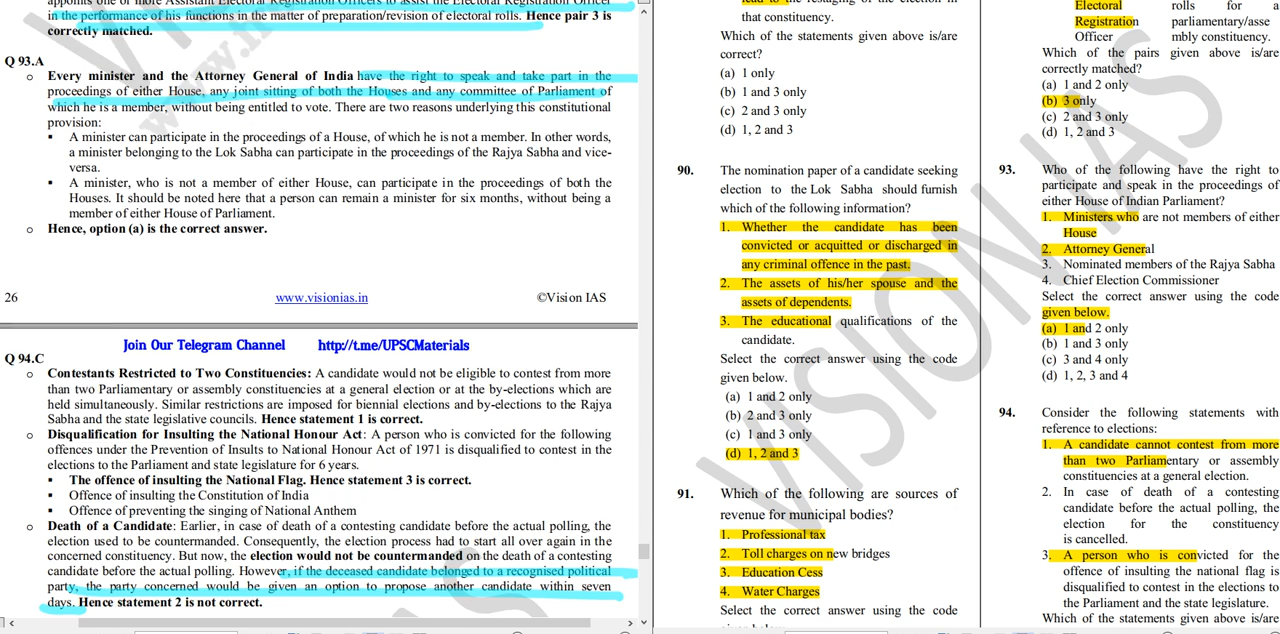 appoints one or more Assistant Electoral Registration Officers to assist the Electoral Registration Officer
in the performance of his functions in the matter of preparation/revision of electoral rolls. Hence pair 3 is
correctly matched.
Q 93.A
o Every minister and the Attorney General of India have the right to speak and take part in the
proceedings of either House, any joint sitting of both the Houses and any committee of Parliament of
which he is a member, without being entitled to vote. There are two reasons underlying this constitutional
provision:
▪ A minister can participate in the proceedings of a House, of which he is not a member. In other words,
a minister belonging to the Lok Sabha can participate in the proceedings of the Rajya Sabha and vice-
versa.
▪ A minister, who is not a member of either House, can participate in the proceedings of both the
Houses. It should be noted here that a person can remain a minister for six months, without being a
member of either House of Parliament.
o Hence, option (a) is the correct answer.
26 www.visionias.in ©Vision IAS
Join Our Telegram Channel http://t.me/UPSCMaterials
Q 94.C
o Contestants Restricted to Two Constituencies: A candidate would not be eligible to contest from more
than two Parliamentary or assembly constituencies at a general election or at the by-elections which are
held simultaneously. Similar restrictions are imposed for biennial elections and by-elections to the Rajya
Sabha and the state legislative councils. Hence statement 1 is correct.
o Disqualification for Insulting the National Honour Act: A person who is convicted for the following
offences under the Prevention of Insults to National Honour Act of 1971 is disqualified to contest in the
elections to the Parliament and state legislature for 6 years.
▪ The offence of insulting the National Flag. Hence statement 3 is correct.
▪ Offence of insulting the Constitution of India
▪ Offence of preventing the singing of National Anthem
o Death of a Candidate: Earlier, in case of death of a contesting candidate before the actual polling, the
election used to be countermanded. Consequently, the election process had to start all over again in the
concerned constituency. But now, the election would not be countermanded on the death of a contesting
candidate before the actual polling. However, if the deceased candidate belonged to a recognised political
party, the party concerned would be given an option to propose another candidate within seven
days. Hence statement 2 is not correct.
lead to the restaging of the election in
that constituency.
Which of the statements given above is/are
correct?
(a) 1 only
(b) 1 and 3 only
(c) 2 and 3 only
(d) 1, 2 and 3
90. The nomination paper of a candidate seeking
election to the Lok Sabha should furnish
which of the following information?
1. Whether the candidate has been
convicted or acquitted or discharged in
any criminal offence in the past.
2. The assets of his/her spouse and the
assets of dependents.
3. The educational qualifications of the
candidate.
Select the correct answer using the code
given below.
(a) 1 and 2 only
(b) 2 and 3 only
(c) 1 and 3 only
(d) 1, 2 and 3
91. Which of the following are sources of
revenue for municipal bodies?
1. Professional tax
2. Toll charges on new bridges
3. Education Cess
4. Water Charges
Select the correct answer using the code
given below.
Electoral rolls for a
Registration parliamentary/asse
Officer mbly constituency.
Which of the pairs given above is/are
correctly matched?
(a) 1 and 2 only
(b) 3 only
(c) 2 and 3 only
(d) 1, 2 and 3
93. Who of the following have the right to
participate and speak in the proceedings of
either House of Indian Parliament?
1. Ministers who are not members of either
House
2. Attorney General
3. Nominated members of the Rajya Sabha
4. Chief Election Commissioner
Select the correct answer using the code
given below.
(a) 1 and 2 only
(b) 1 and 3 only
(c) 3 and 4 only
(d) 1, 2, 3 and 4
94. Consider the following statements with
reference to elections:
1. A candidate cannot contest from more
than two Parliamentary or assembly
constituencies at a general election.
2. In case of death of a contesting
candidate before the actual polling, the
election for the constituency
is cancelled.
3. A person who is convicted for the
offence of insulting the national flag is
disqualified to contest in the elections to
the Parliament and the state legislature.
Which of the statements given above is/are
VISION IAS